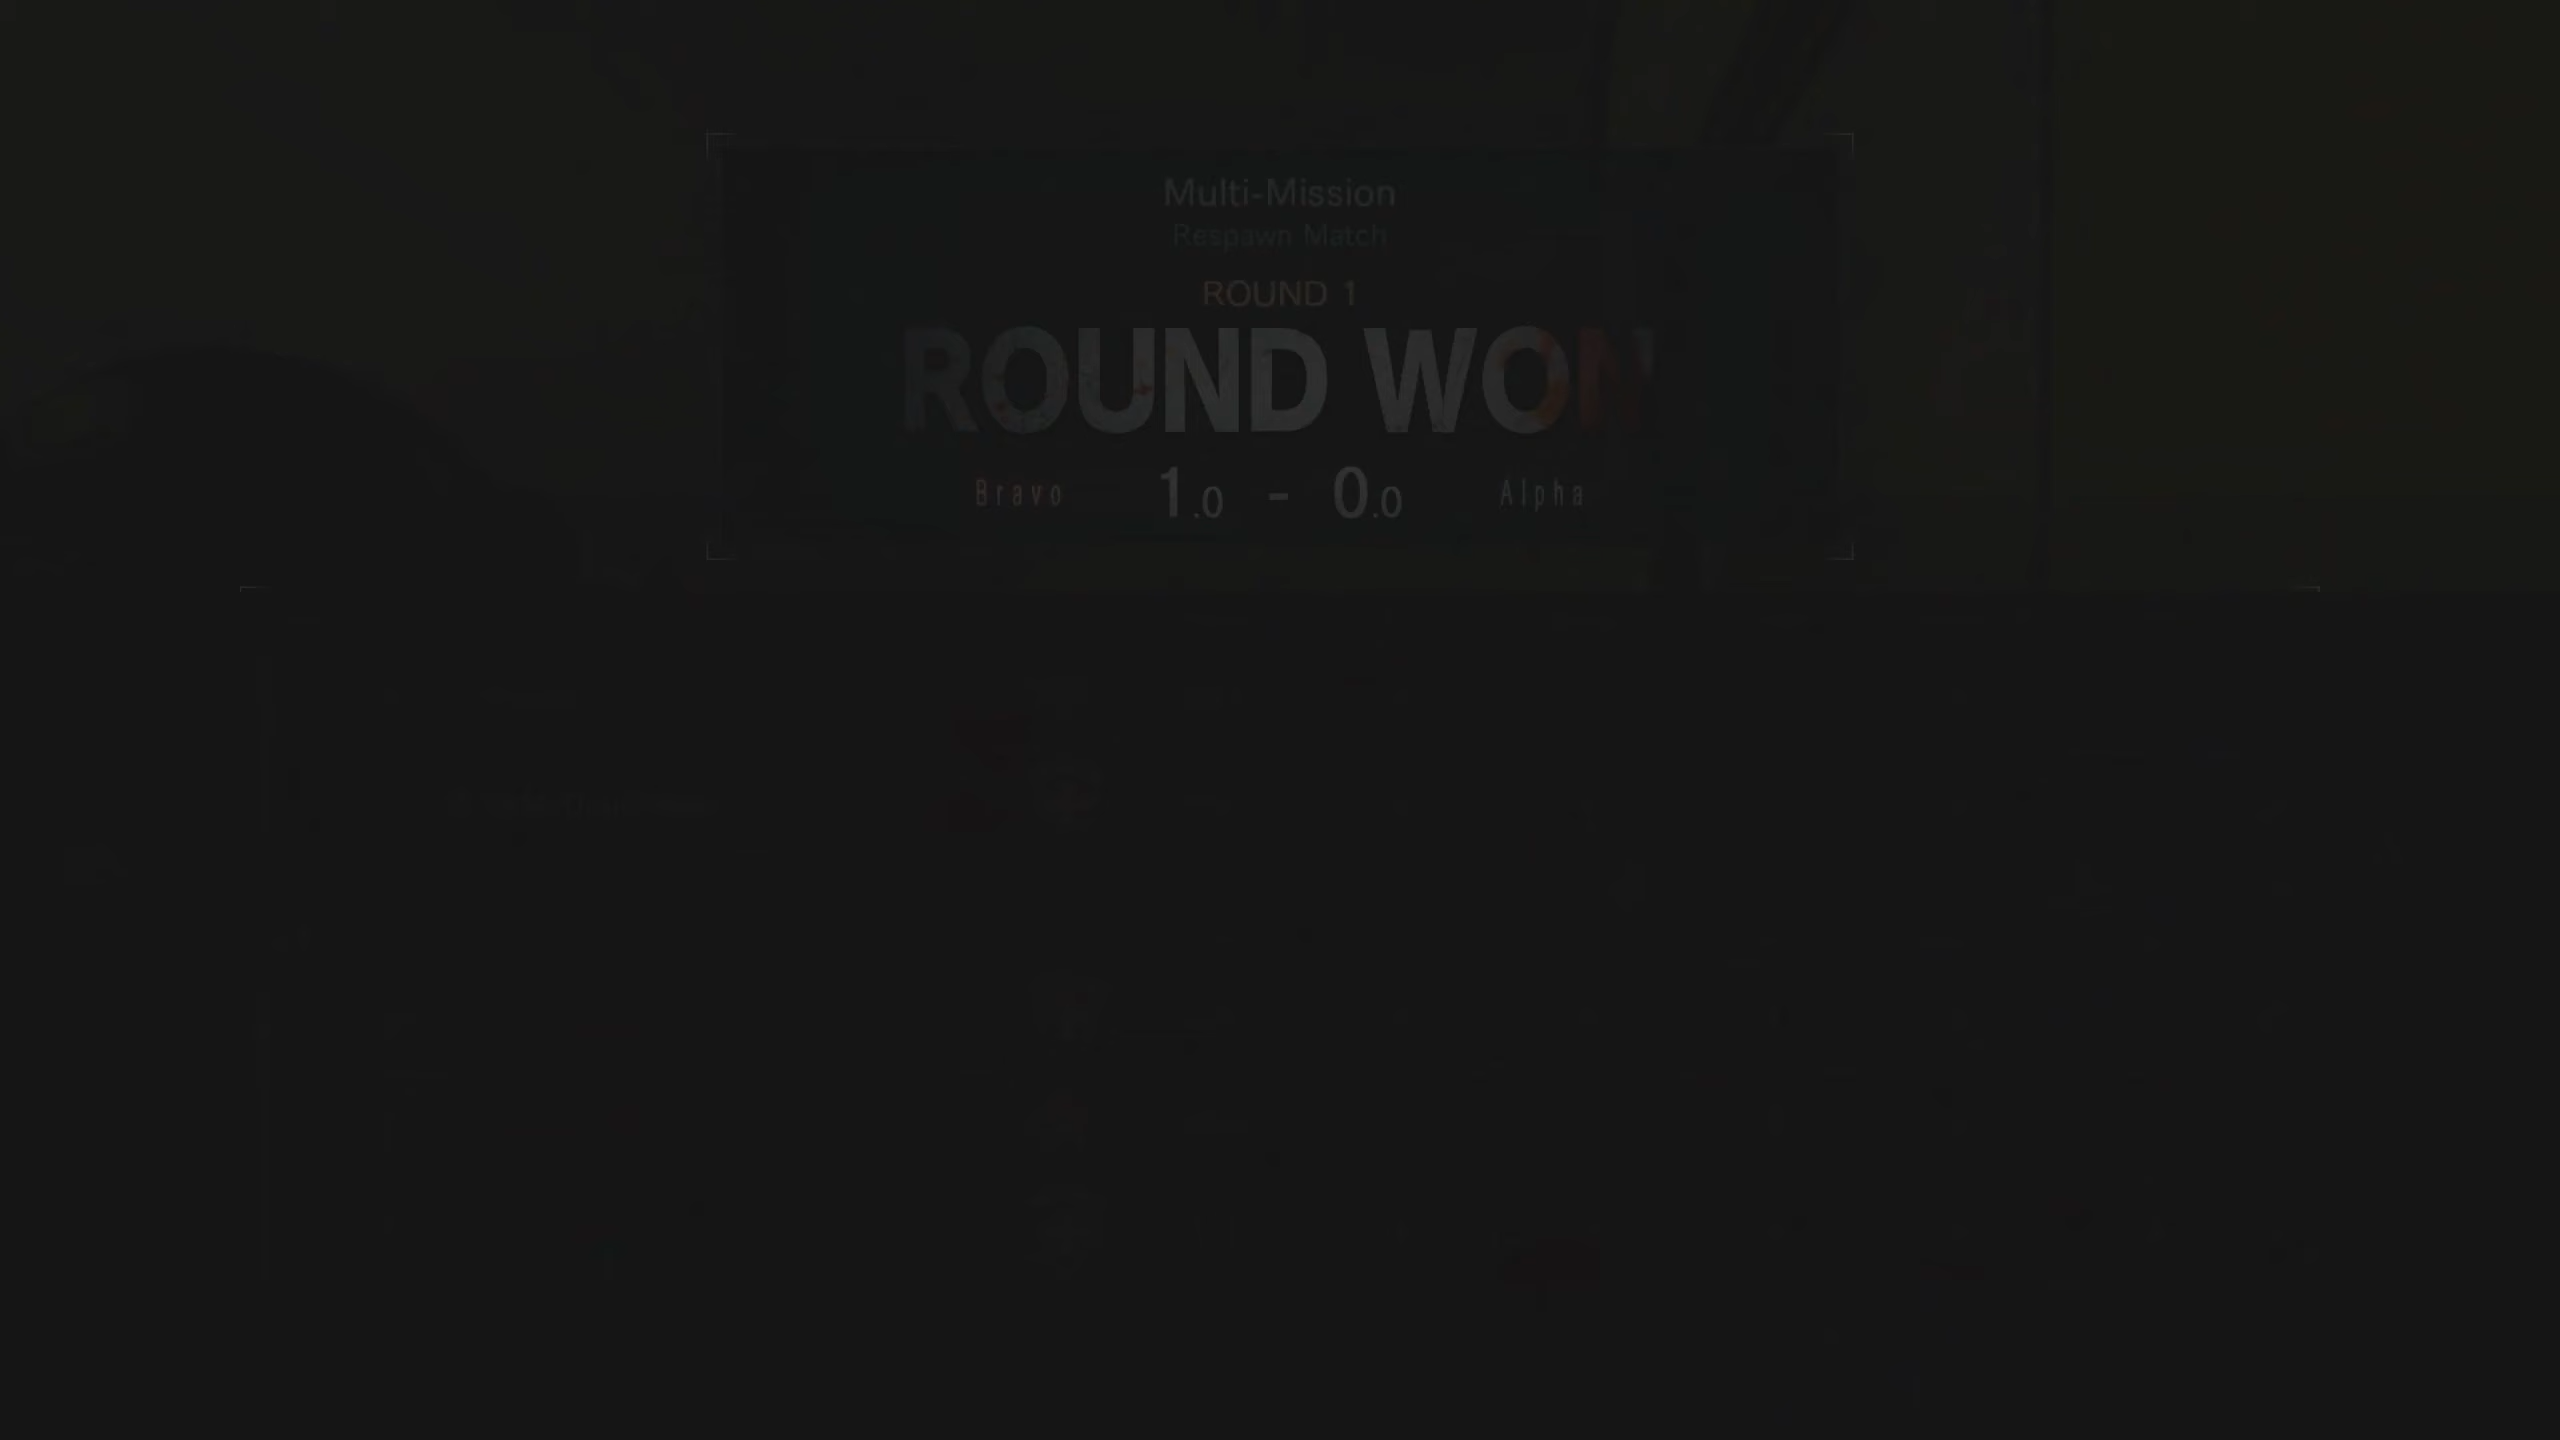 Multi-Mission
Respawn Match
ROUND 1
ROUND WON
Bravo 1.0 - 0.0 Alpha